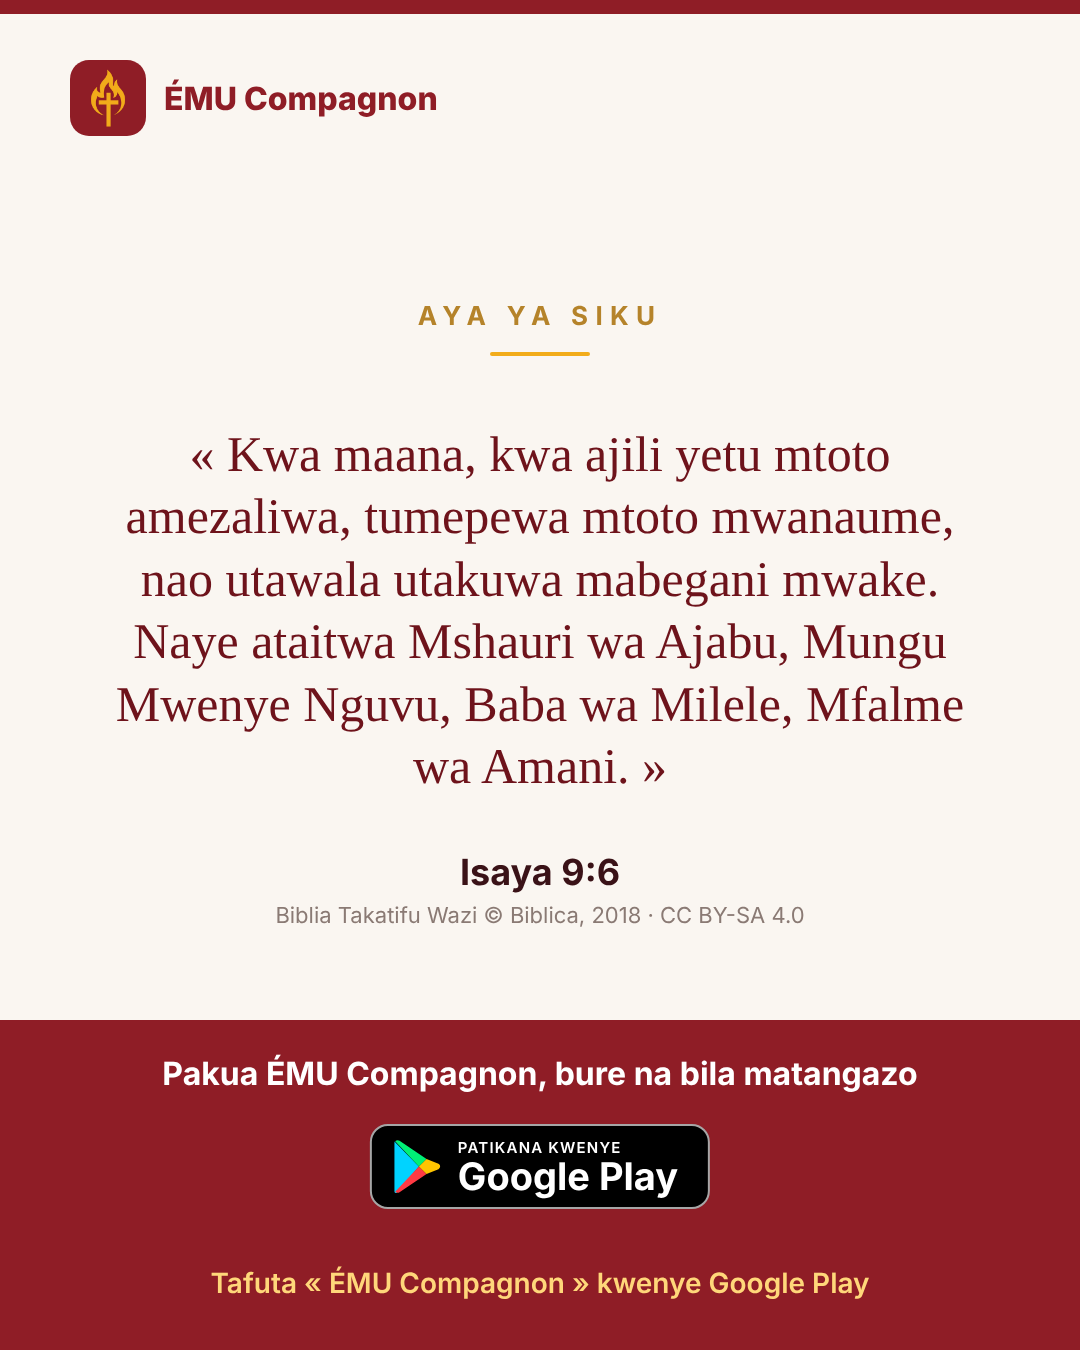 ÉMU Compagnon
AYA YA SIKU
« Kwa maana, kwa ajili yetu mtoto
amezaliwa, tumepewa mtoto mwanaume,
nao utawala utakuwa mabegani mwake.
Naye ataitwa Mshauri wa Ajabu, Mungu
Mwenye Nguvu, Baba wa Milele, Mfalme
wa Amani. »
Isaya 9:6
Biblia Takatifu Wazi © Biblica, 2018 · CC BY-SA 4.0
Pakua ÉMU Compagnon, bure na bila matangazo
PATIKANA KWENYE
Google Play
Tafuta « ÉMU Compagnon » kwenye Google Play